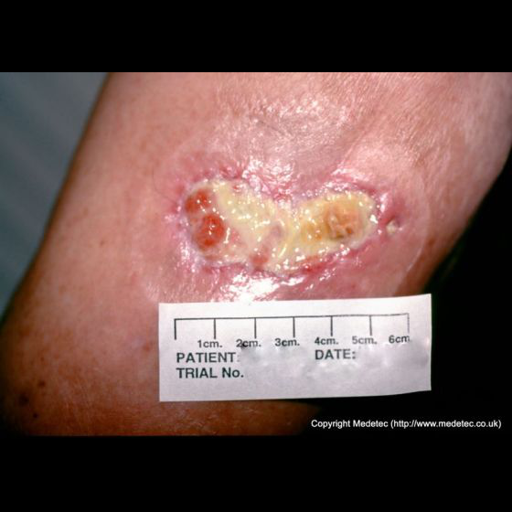 1cm. 2cm. 3cm. 4cm. 5cm. 6cm
PATIENT DATE:
TRIAL No.
Copyright Medetec (http://www.medetec.co.uk)